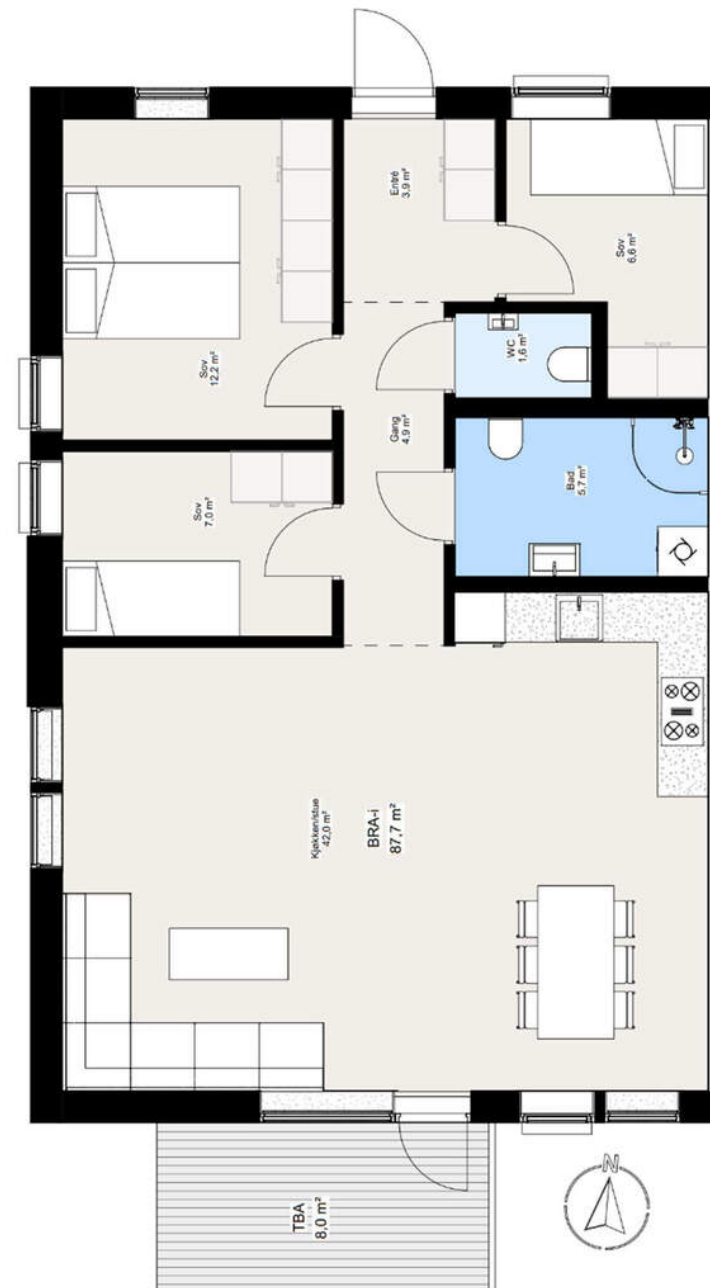 Entré
3,9 m²
Sov
6,6 m²
WC
1,6 m²
Sov
12,2 m²
Gang
4,9 m²
Bad
5,7 m²
Sov
7,0 m²
Kjøkken/stue
42,0 m²
BRA-i
87,7 m²
TBA
8,0 m²
N